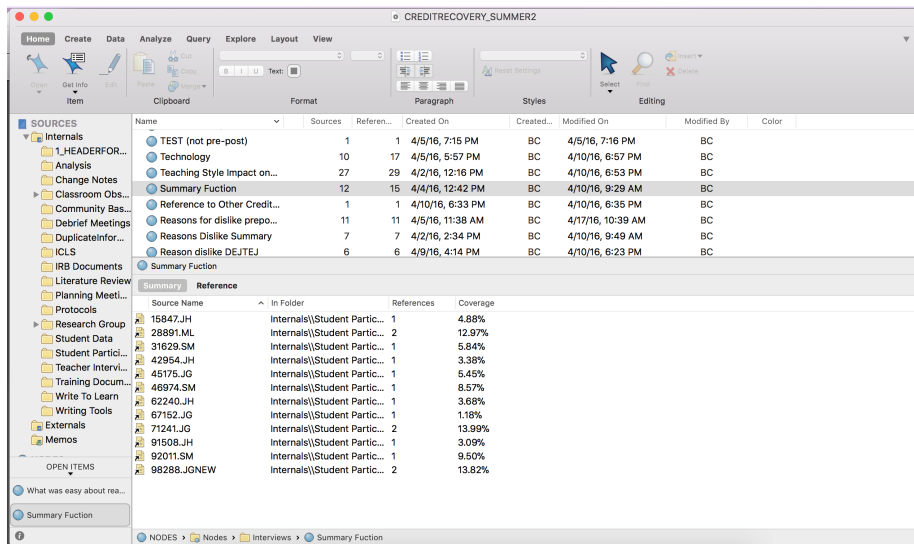 CREDITRECOVERY_SUMMER2
Home Create Data Analyze Query Explore Layout View
Open Get Info Edit Paste Cut Copy Merge B I U Text: Reset Settings Select Find Insert Delete
Item Clipboard Format Paragraph Styles Editing
SOURCES
Internals
1_HEADERFOR...
Analysis
Change Notes
Classroom Obs...
Community Bas...
Debrief Meetings
DuplicateInfor...
ICLS
IRB Documents
Literature Review
Planning Meeti...
Protocols
Research Group
Student Data
Student Partici...
Teacher Intervi...
Training Docum...
Write To Learn
Writing Tools
Externals
Memos
OPEN ITEMS
What was easy about rea...
Summary Fuction
Name Sources Referen... Created On Created... Modified On Modified By Color
TEST (not pre-post) 1 1 4/5/16, 7:15 PM BC 4/5/16, 7:16 PM BC
Technology 10 17 4/5/16, 5:57 PM BC 4/10/16, 6:57 PM BC
Teaching Style Impact on... 27 29 4/2/16, 12:16 PM BC 4/10/16, 6:53 PM BC
Summary Fuction 12 15 4/4/16, 12:42 PM BC 4/10/16, 9:29 AM BC
Reference to Other Credit... 1 1 4/10/16, 6:33 PM BC 4/10/16, 6:35 PM BC
Reasons for dislike prepo... 11 11 4/5/16, 11:38 AM BC 4/17/16, 10:39 AM BC
Reasons Dislike Summary 7 7 4/2/16, 2:34 PM BC 4/10/16, 9:49 AM BC
Reason dislike DEJTEJ 6 6 4/9/16, 4:14 PM BC 4/10/16, 6:23 PM BC
Summary Fuction
Summary Reference
Source Name In Folder References Coverage
15847.JH Internals\\Student Partic... 1 4.88%
28891.ML Internals\\Student Partic... 2 12.97%
31629.SM Internals\\Student Partic... 1 5.84%
42954.JH Internals\\Student Partic... 1 3.38%
45175.JG Internals\\Student Partic... 1 5.45%
46974.SM Internals\\Student Partic... 1 8.57%
62240.JH Internals\\Student Partic... 1 3.68%
67152.JG Internals\\Student Partic... 1 1.18%
71241.JG Internals\\Student Partic... 2 13.99%
91508.JH Internals\\Student Partic... 1 3.09%
92011.SM Internals\\Student Partic... 1 9.50%
98288.JGNEW Internals\\Student Partic... 2 13.82%
NODES > Nodes > Interviews > Summary Fuction